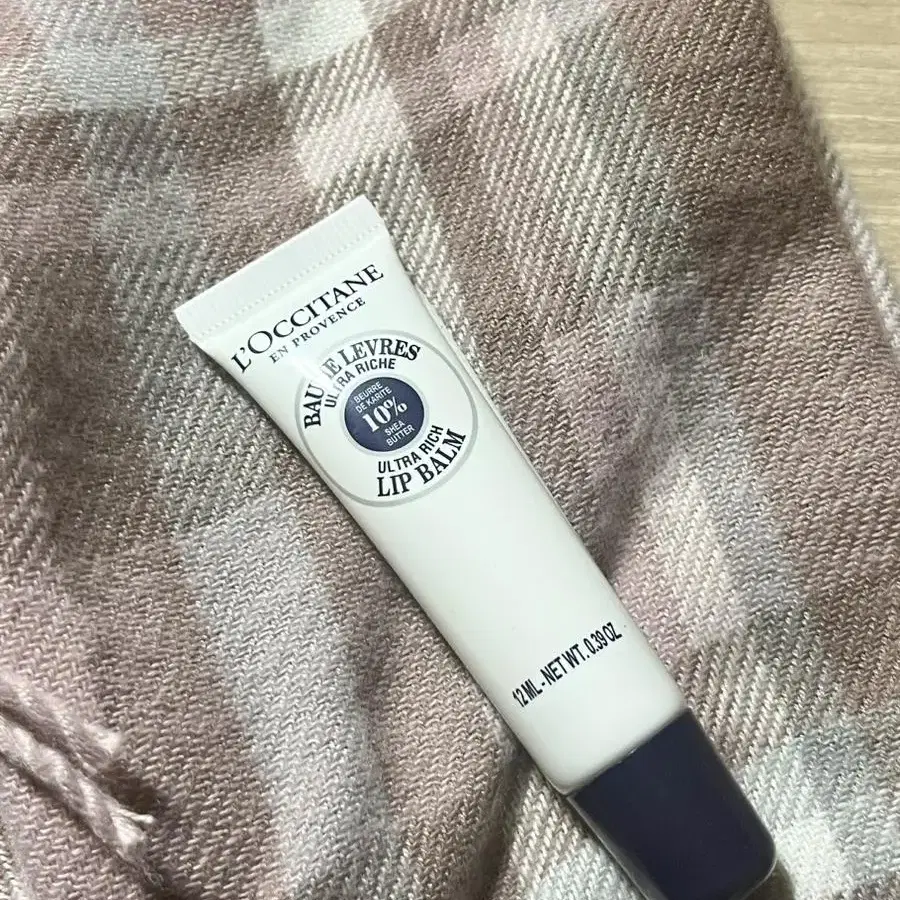 L'OCCITANE
EN PROVENCE
BAUME LEVRES
ULTRA RICHE
BEURRE
DE KARITE
10%
SHEA
BUTTER
ULTRA RICH
LIP BALM
12 ML - NET WT. 0.39 OZ